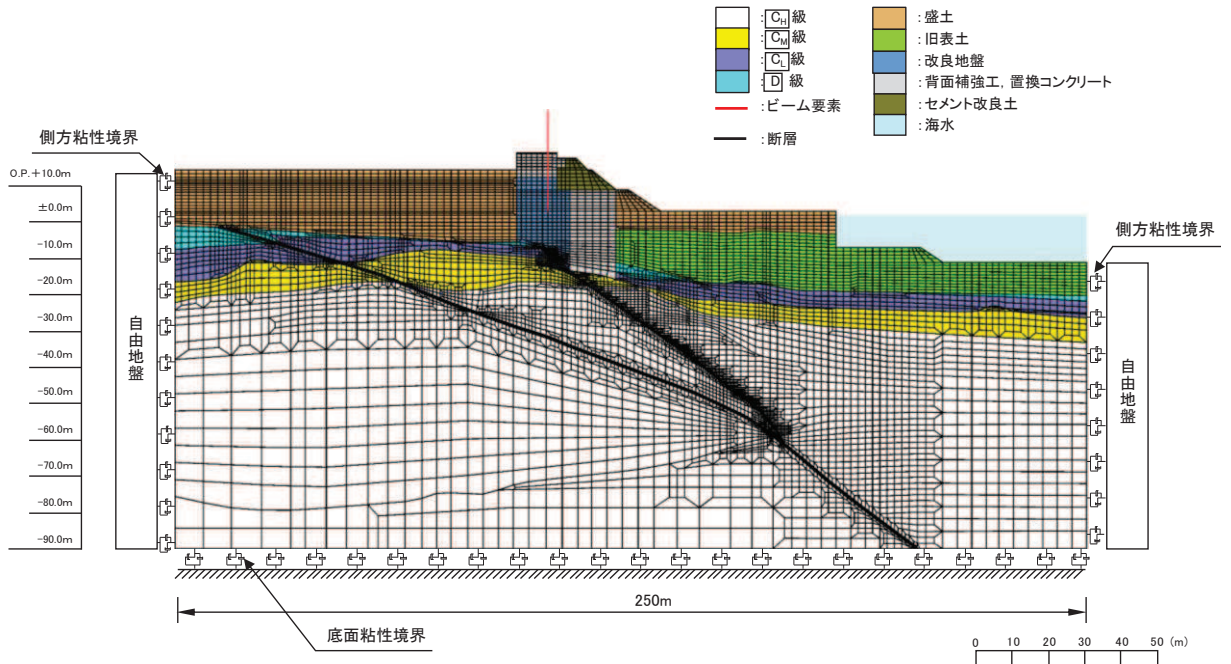 :CH級
:CM級
:CL級
:D 級
:ビーム要素
:断層
:盛土
:旧表土
:改良地盤
:背面補強工, 置換コンクリート
:セメント改良土
:海水
側方粘性境界
O.P.+10.0m
±0.0m
-10.0m
-20.0m
-30.0m
-40.0m
-50.0m
-60.0m
-70.0m
-80.0m
-90.0m
自由地盤
側方粘性境界
自由地盤
250m
底面粘性境界
0 10 20 30 40 50 (m)